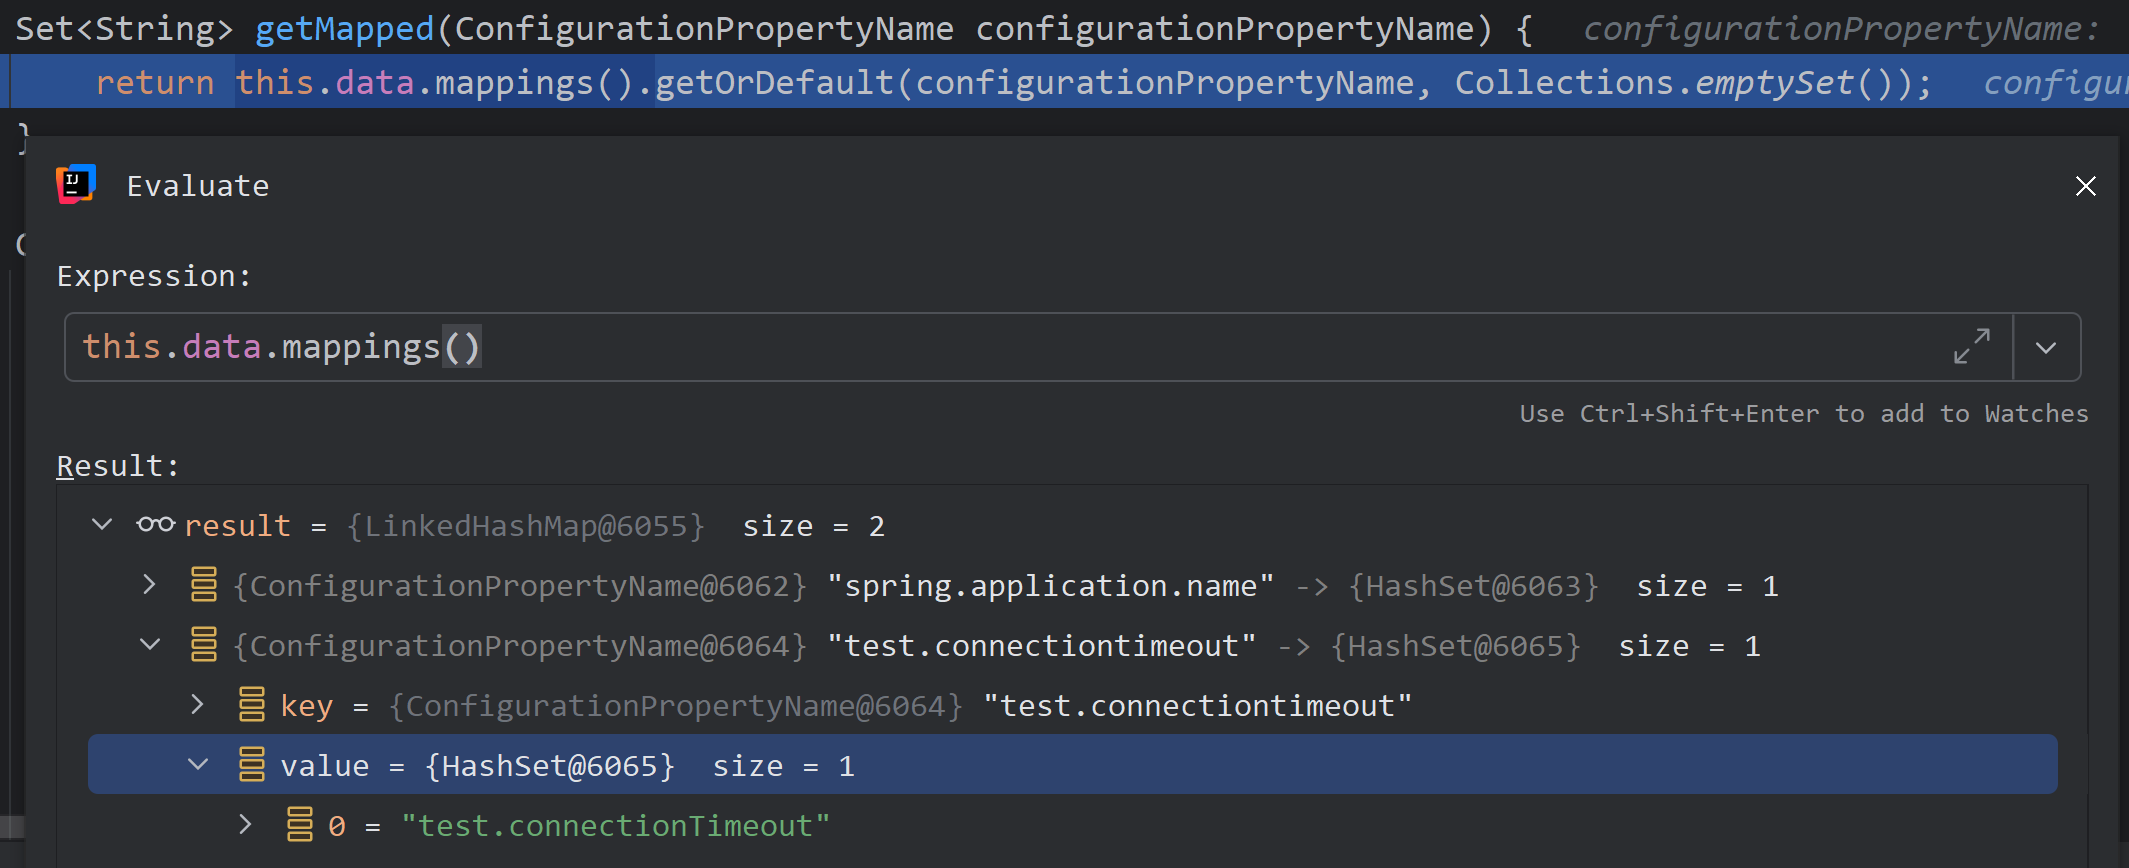 Set<String> getMapped(ConfigurationPropertyName configurationPropertyName) { configurationPropertyName:
return this.data.mappings().getOrDefault(configurationPropertyName, Collections.emptySet());
}
Evaluate
Expression:
this.data.mappings()
Use Ctrl+Shift+Enter to add to Watches
Result:
result = {LinkedHashMap@6055} size = 2
{ConfigurationPropertyName@6062} "spring.application.name" -> {HashSet@6063} size = 1
{ConfigurationPropertyName@6064} "test.connectiontimeout" -> {HashSet@6065} size = 1
key = {ConfigurationPropertyName@6064} "test.connectiontimeout"
value = {HashSet@6065} size = 1
0 = "test.connectionTimeout"